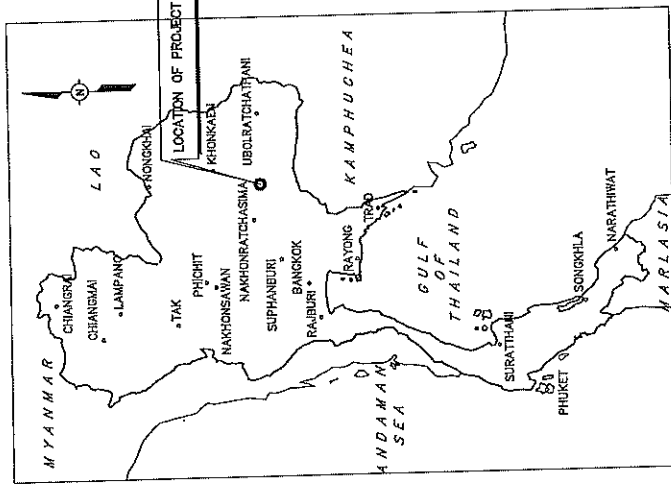 MYANMAR
LAO
CHIANGRAI
CHIANGMAI
LAMPANG
NONGKHAI
LOCATION OF PROJECT
TAK
PHICHIT
KHONKAEN
NAKHONSAWAN
NAKHONRATCHASIMA
UBOLRATCHATHANI
SUPHANBURI
BANGKOK
RAJBURI
RAYONG
TRAD
KAMPHUCHEA
GULF
OF
THAILAND
ANDAMAN
SEA
SURATTHANI
PHUKET
SONGKHLA
NARATHIWAT
MARLASIA
N